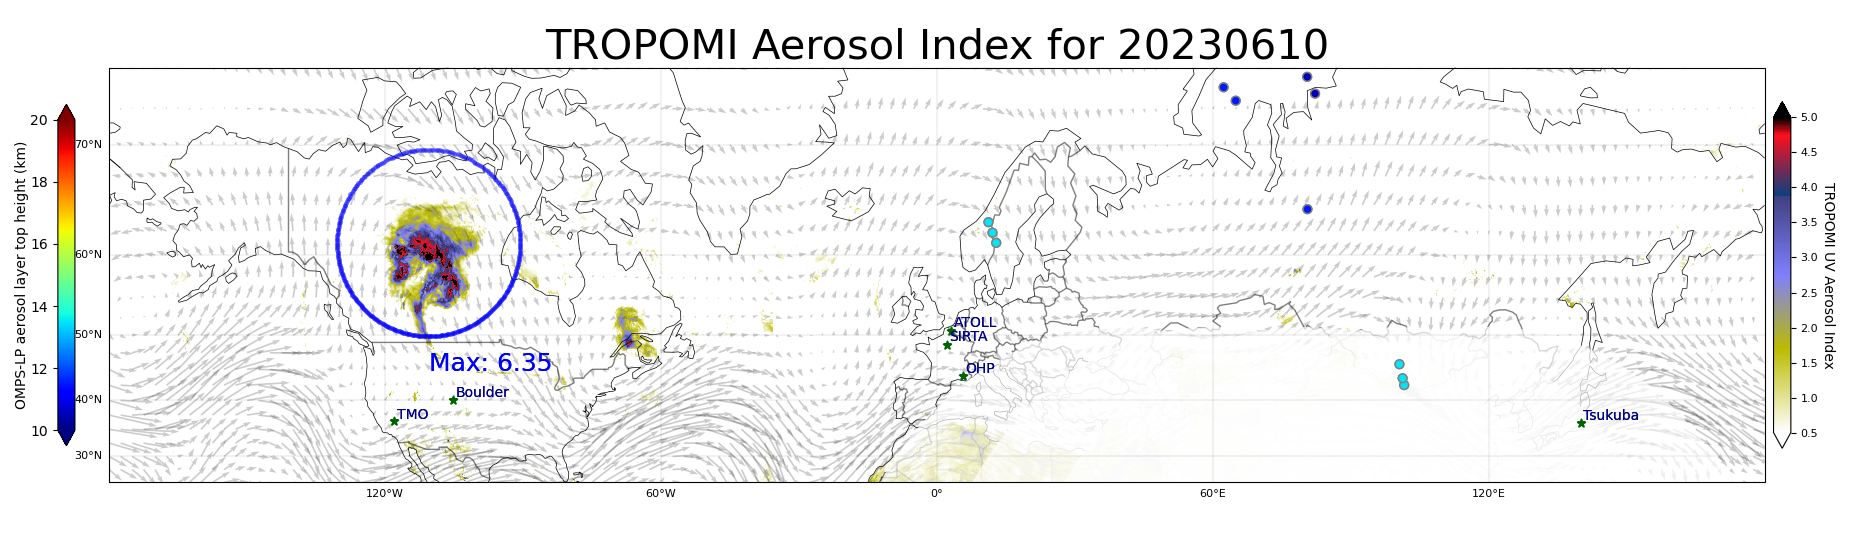 TROPOMI Aerosol Index for 20230610
OMPS-LP aerosol layer top height (km)
20
18
16
14
12
10
70°N
60°N
50°N
40°N
30°N
120°W
60°W
0°
60°E
120°E
Max: 6.35
Boulder
TMO
ATOLL
SIRTA
OHP
Tsukuba
5.0
4.5
4.0
3.5
3.0
2.5
2.0
1.5
1.0
0.5
TROPOMI UV Aerosol Index